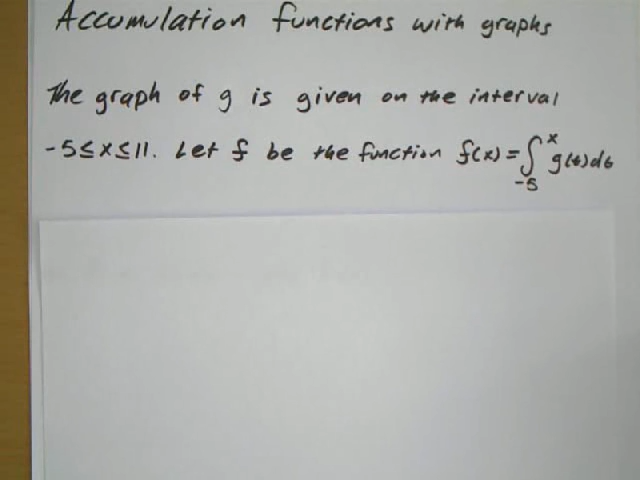 Accumulation functions with graphs
The graph of g is given on the interval
-5≤x≤11. Let f be the function f(x)=∫_{-5}^{x} g(t)dt